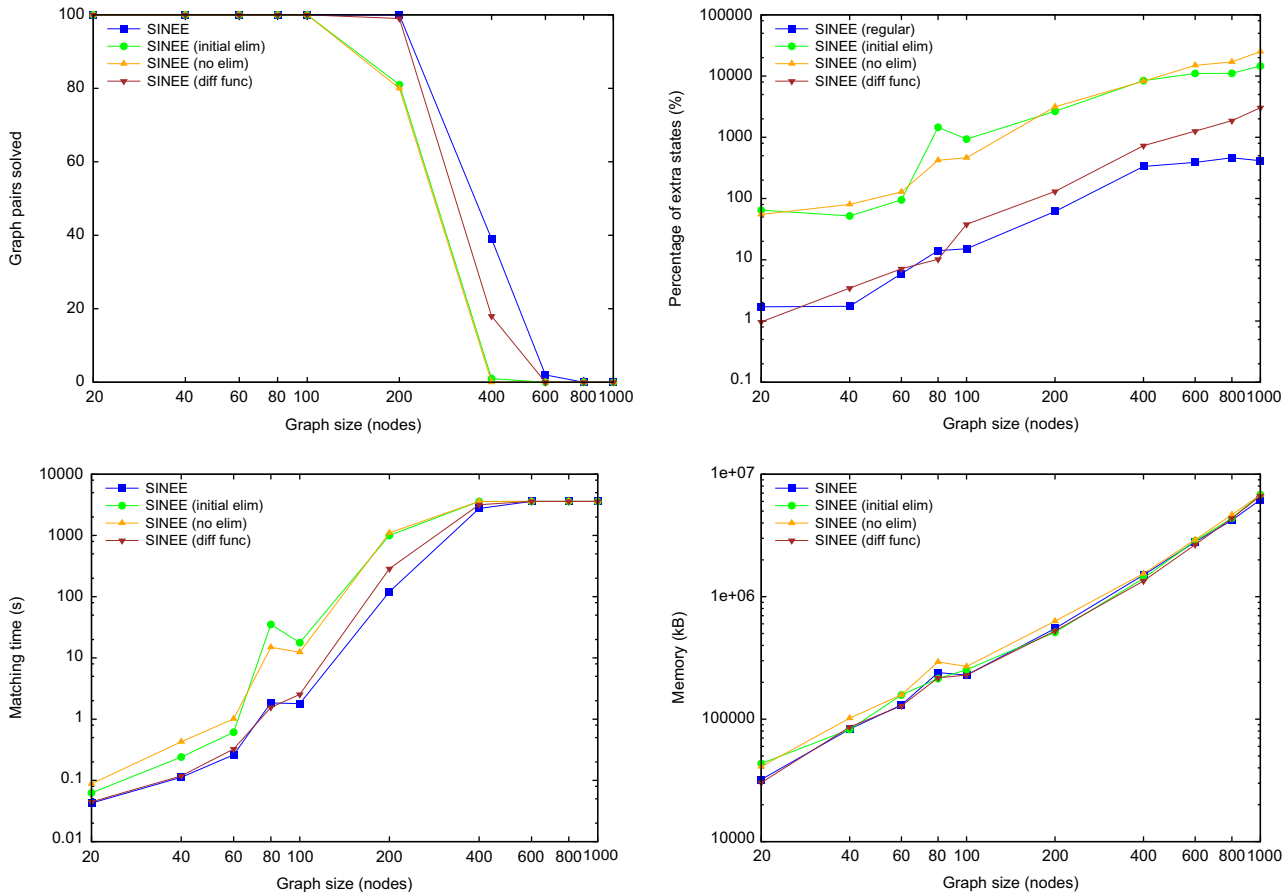 100
80
60
40
20
0
20 40 60 80 100 200 400 600 800 1000
Graph pairs solved
Graph size (nodes)
SINEE
SINEE (initial elim)
SINEE (no elim)
SINEE (diff func)
100000
10000
1000
100
10
1
0.1
20 40 60 80 100 200 400 600 800 1000
Percentage of extra states (%)
Graph size (nodes)
SINEE (regular)
SINEE (initial elim)
SINEE (no elim)
SINEE (diff func)
10000
1000
100
10
1
0.1
0.01
20 40 60 80 100 200 400 600 800 1000
Matching time (s)
Graph size (nodes)
SINEE
SINEE (initial elim)
SINEE (no elim)
SINEE (diff func)
1e+07
1e+06
100000
10000
20 40 60 80 100 200 400 600 800 1000
Memory (kB)
Graph size (nodes)
SINEE
SINEE (initial elim)
SINEE (no elim)
SINEE (diff func)